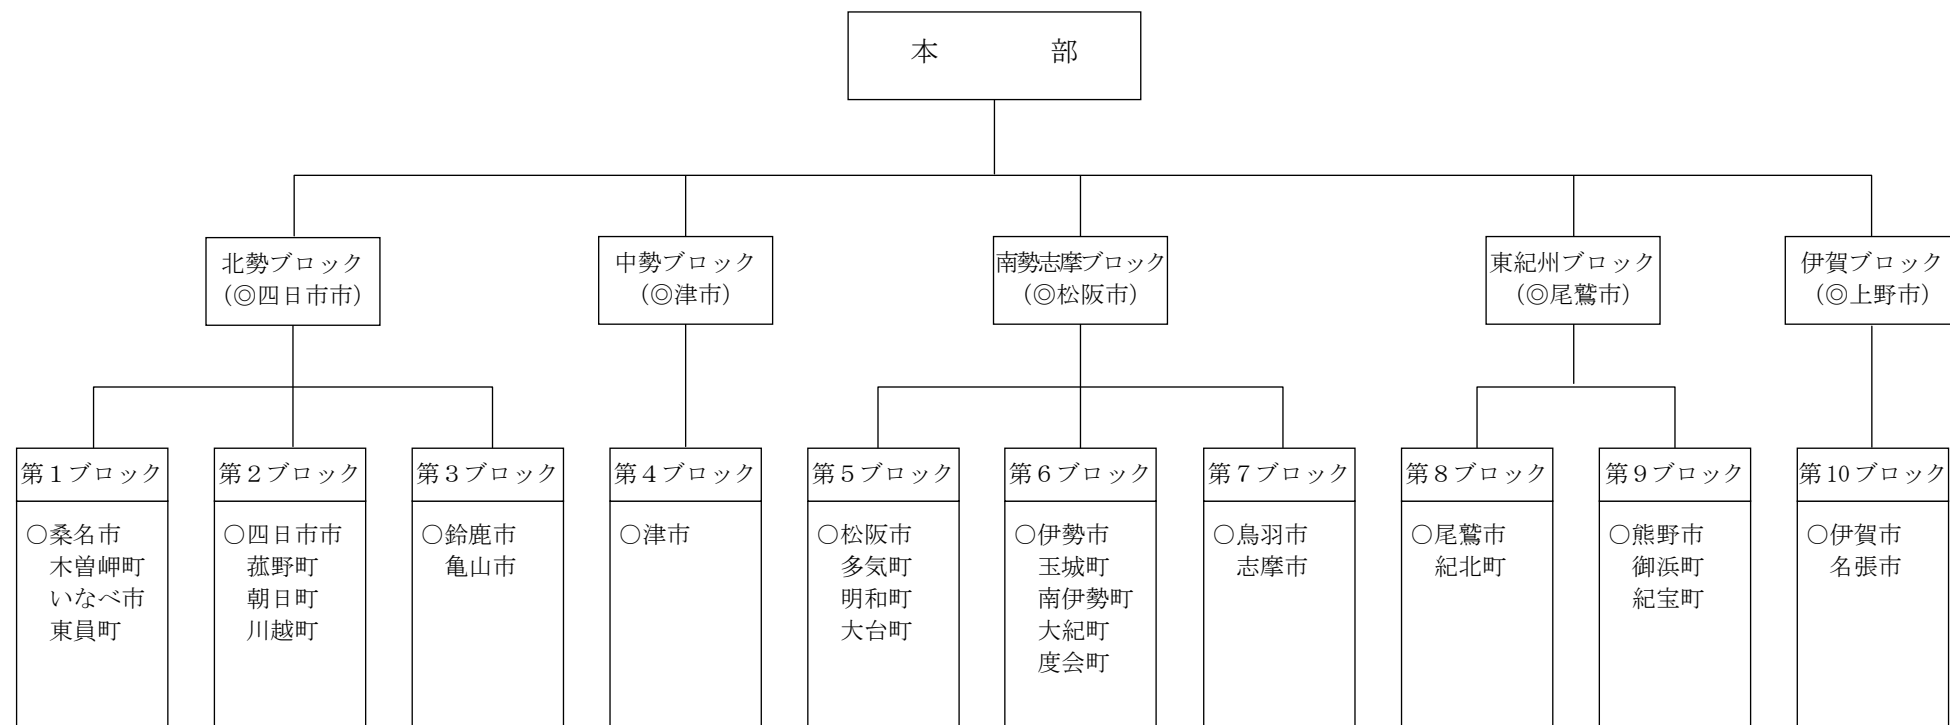 本　　　部
北勢ブロック
（◎四日市市）
中勢ブロック
（◎津市）
南勢志摩ブロック
（◎松阪市）
東紀州ブロック
（◎尾鷲市）
伊賀ブロック
（◎上野市）
第１ブロック
○桑名市
木曽岬町
いなべ市
東員町
第２ブロック
○四日市市
菰野町
朝日町
川越町
第３ブロック
○鈴鹿市
亀山市
第４ブロック
○津市
第５ブロック
○松阪市
多気町
明和町
大台町
第６ブロック
○伊勢市
玉城町
南伊勢町
大紀町
度会町
第７ブロック
○鳥羽市
志摩市
第８ブロック
○尾鷲市
紀北町
第９ブロック
○熊野市
御浜町
紀宝町
第10ブロック
○伊賀市
名張市